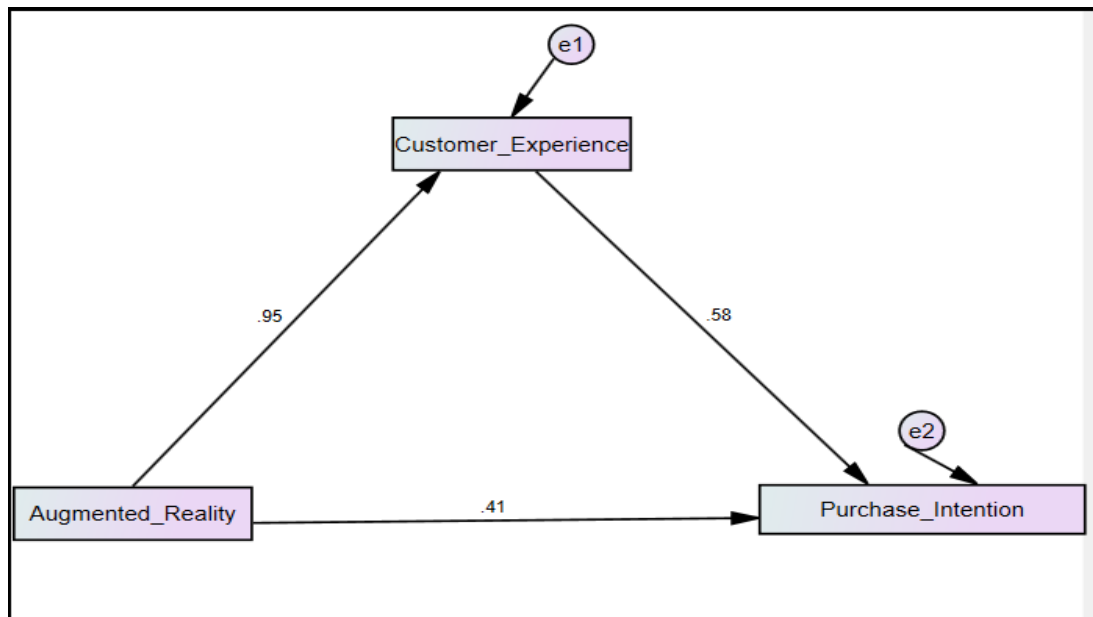 e1
Customer_Experience
.95
.58
e2
Augmented_Reality
.41
Purchase_Intention